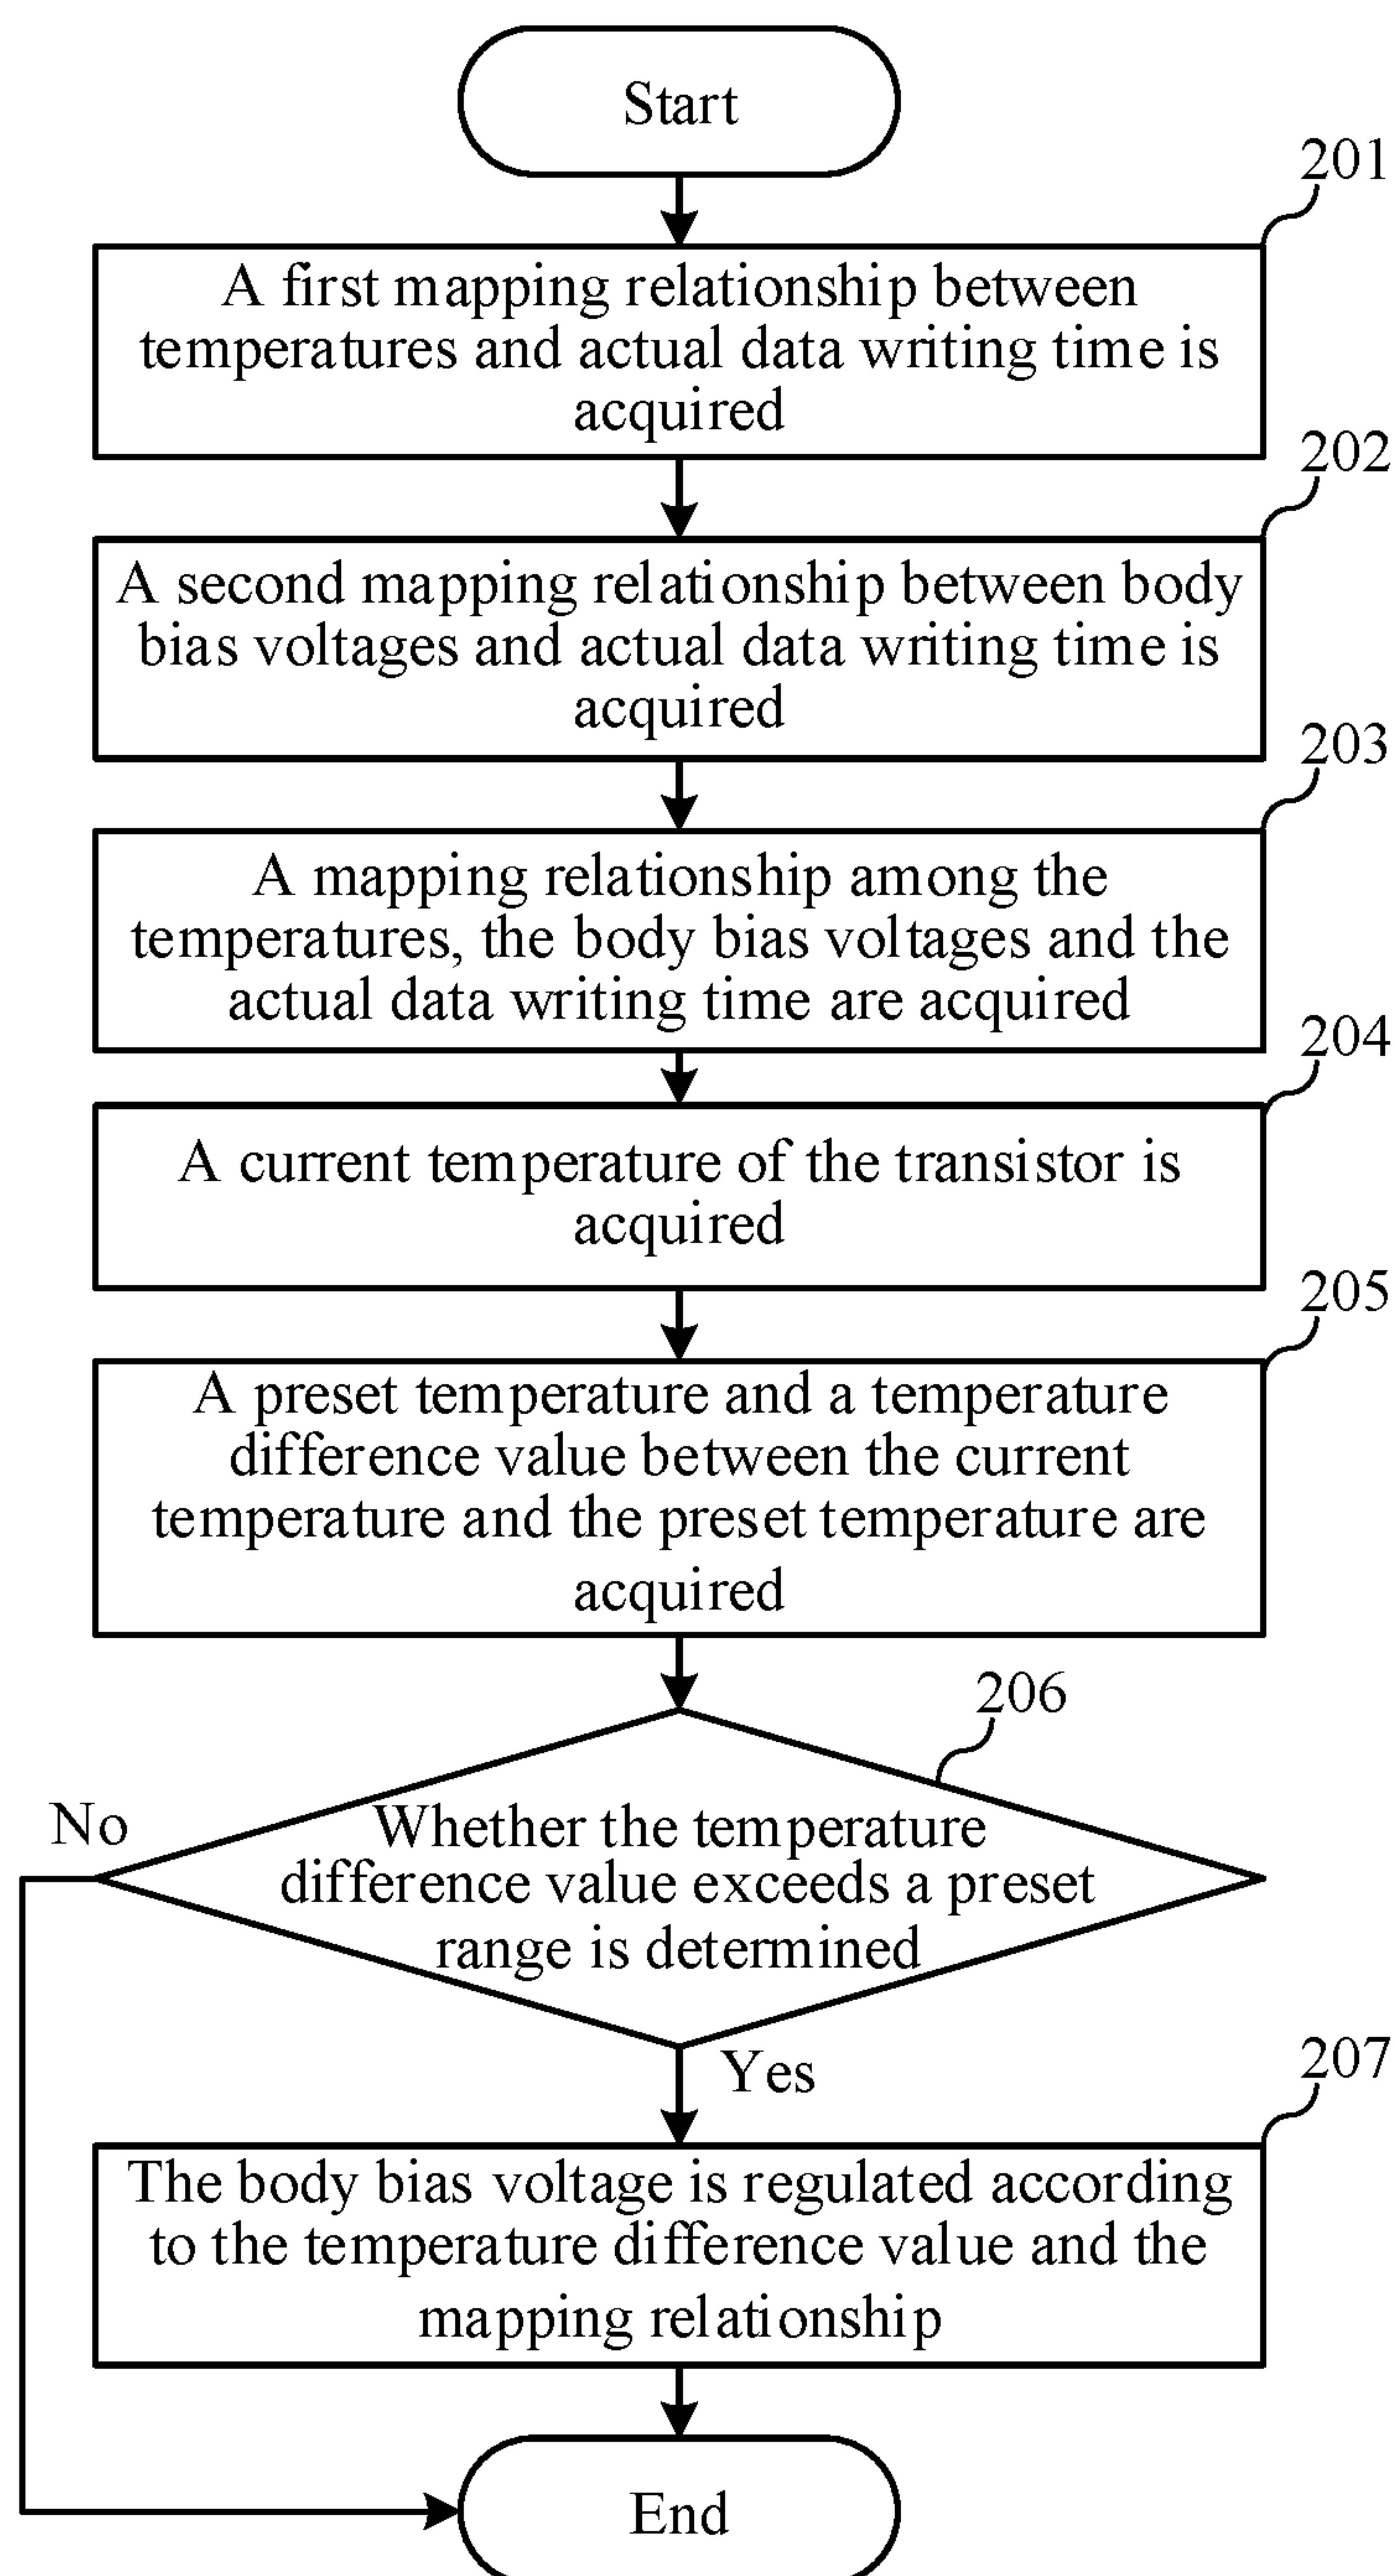 Start
201
A first mapping relationship between
temperatures and actual data writing time is
acquired
202
A second mapping relationship between body
bias voltages and actual data writing time is
acquired
203
A mapping relationship among the
temperatures, the body bias voltages and the
actual data writing time are acquired
204
A current temperature of the transistor is
acquired
205
A preset temperature and a temperature
difference value between the current
temperature and the preset temperature are
acquired
206
No
Whether the temperature
difference value exceeds a preset
range is determined
Yes
207
The body bias voltage is regulated according
to the temperature difference value and the
mapping relationship
End